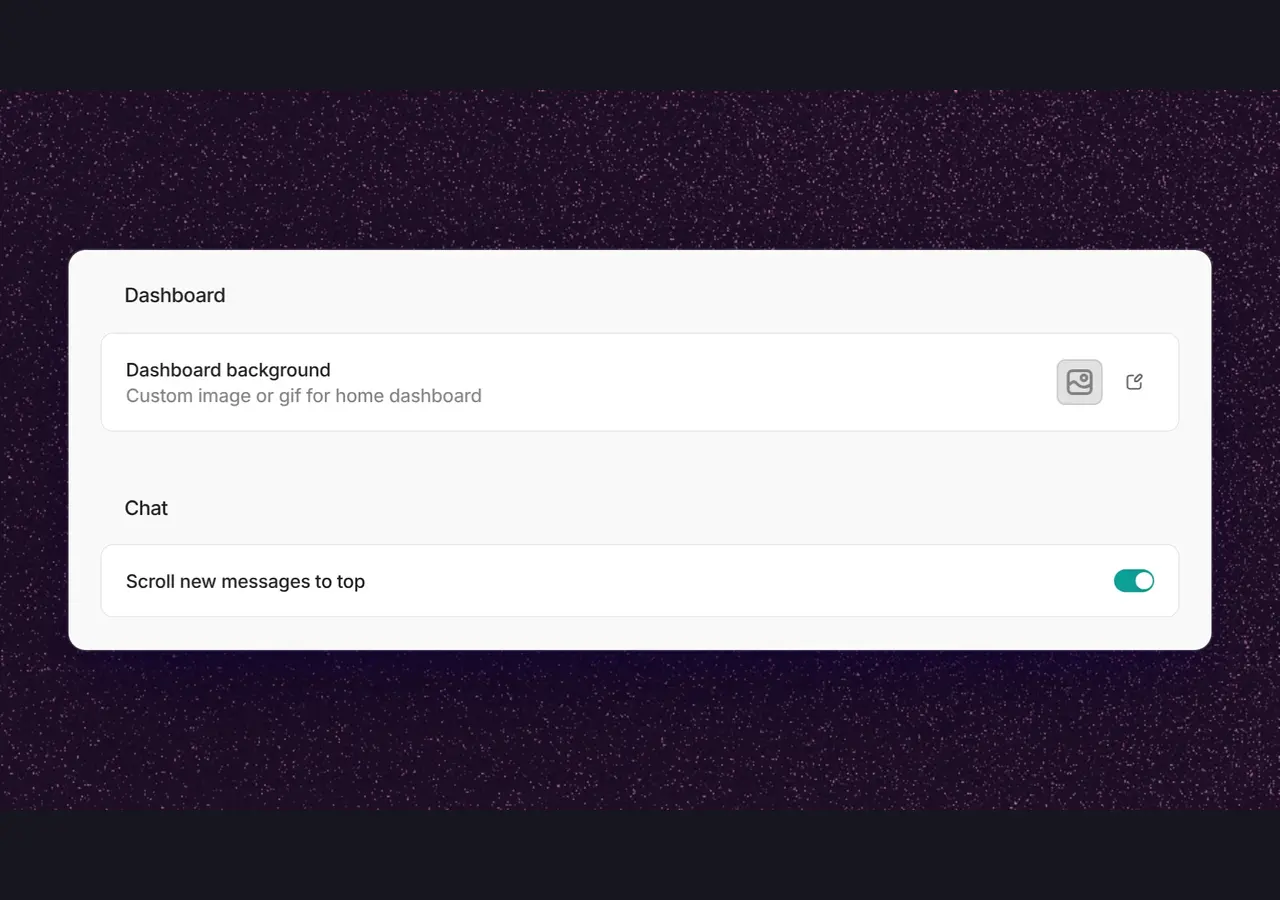 Dashboard
Dashboard background
Custom image or gif for home dashboard
Chat
Scroll new messages to top